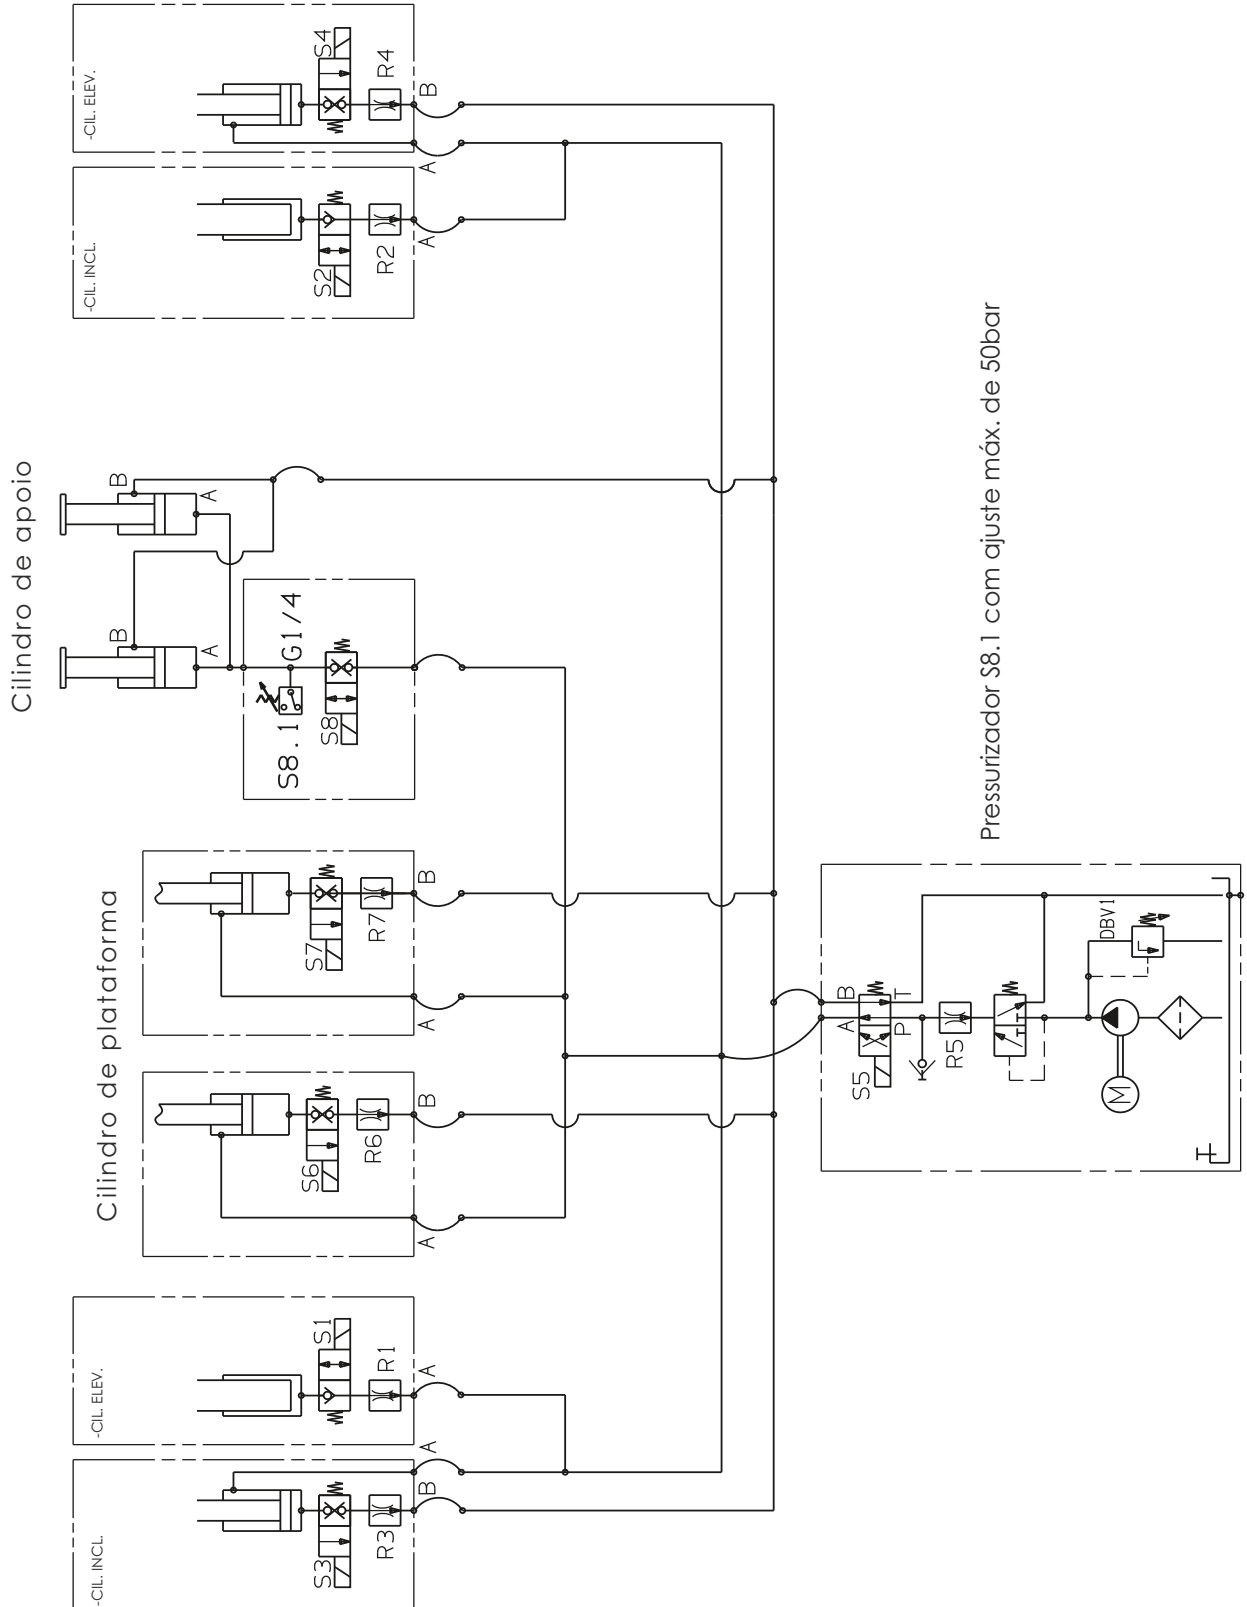 -CIL. ELEV.
S4
R4
B
A
-CIL. INCL.
S2
R2
A
Cilindro de apoio
B
A
B
A
G1/4
S8.1
S8
Cilindro de plataforma
S7
R7
B
A
S6
R6
B
A
-CIL. ELEV.
S1
R1
A
-CIL. INCL.
S3
R3
A
B
Pressurizador S8.1 com ajuste máx. de 50bar
B
A
T
P
S5
R5
DBV1
M